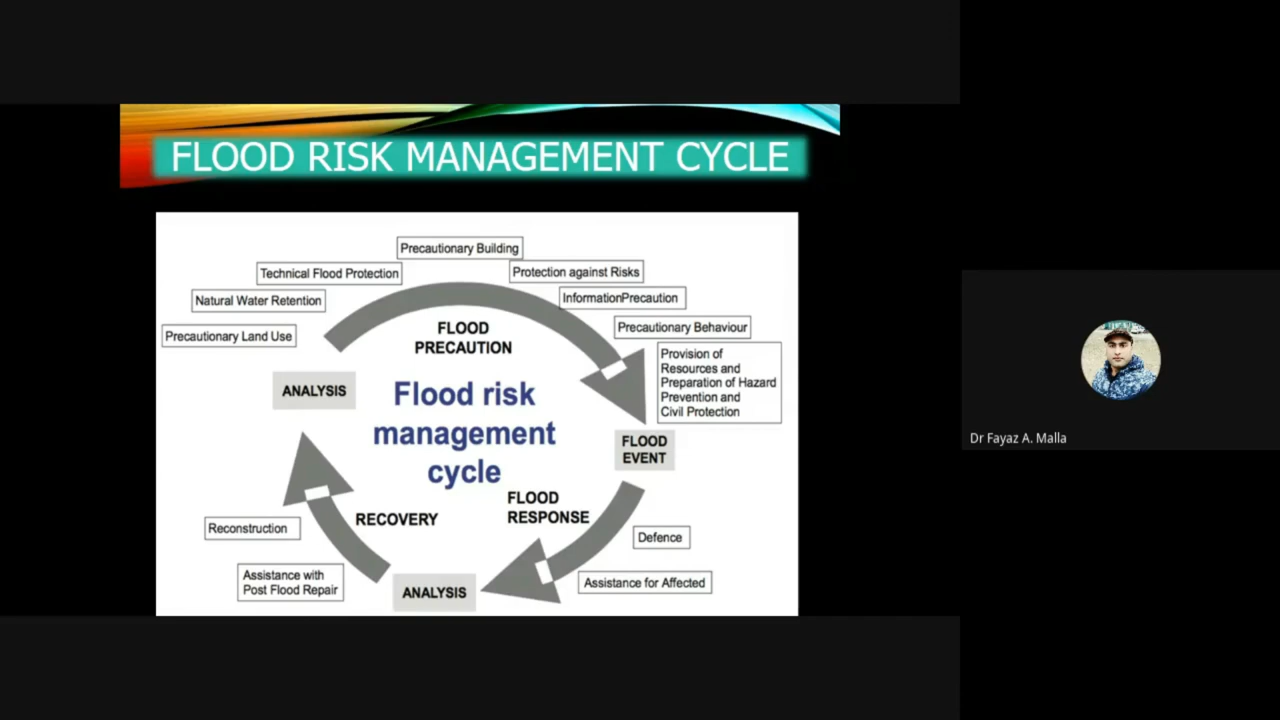 FLOOD RISK MANAGEMENT CYCLE
Precautionary Building
Technical Flood Protection
Protection against Risks
Natural Water Retention
InformationPrecaution
Precautionary Land Use
FLOOD
PRECAUTION
Precautionary Behaviour
Provision of
Resources and
Preparation of Hazard
Prevention and
Civil Protection
ANALYSIS
Flood risk
management
cycle
FLOOD
EVENT
FLOOD
RESPONSE
RECOVERY
Reconstruction
Defence
Assistance with
Post Flood Repair
ANALYSIS
Assistance for Affected
Dr Fayaz A. Malla